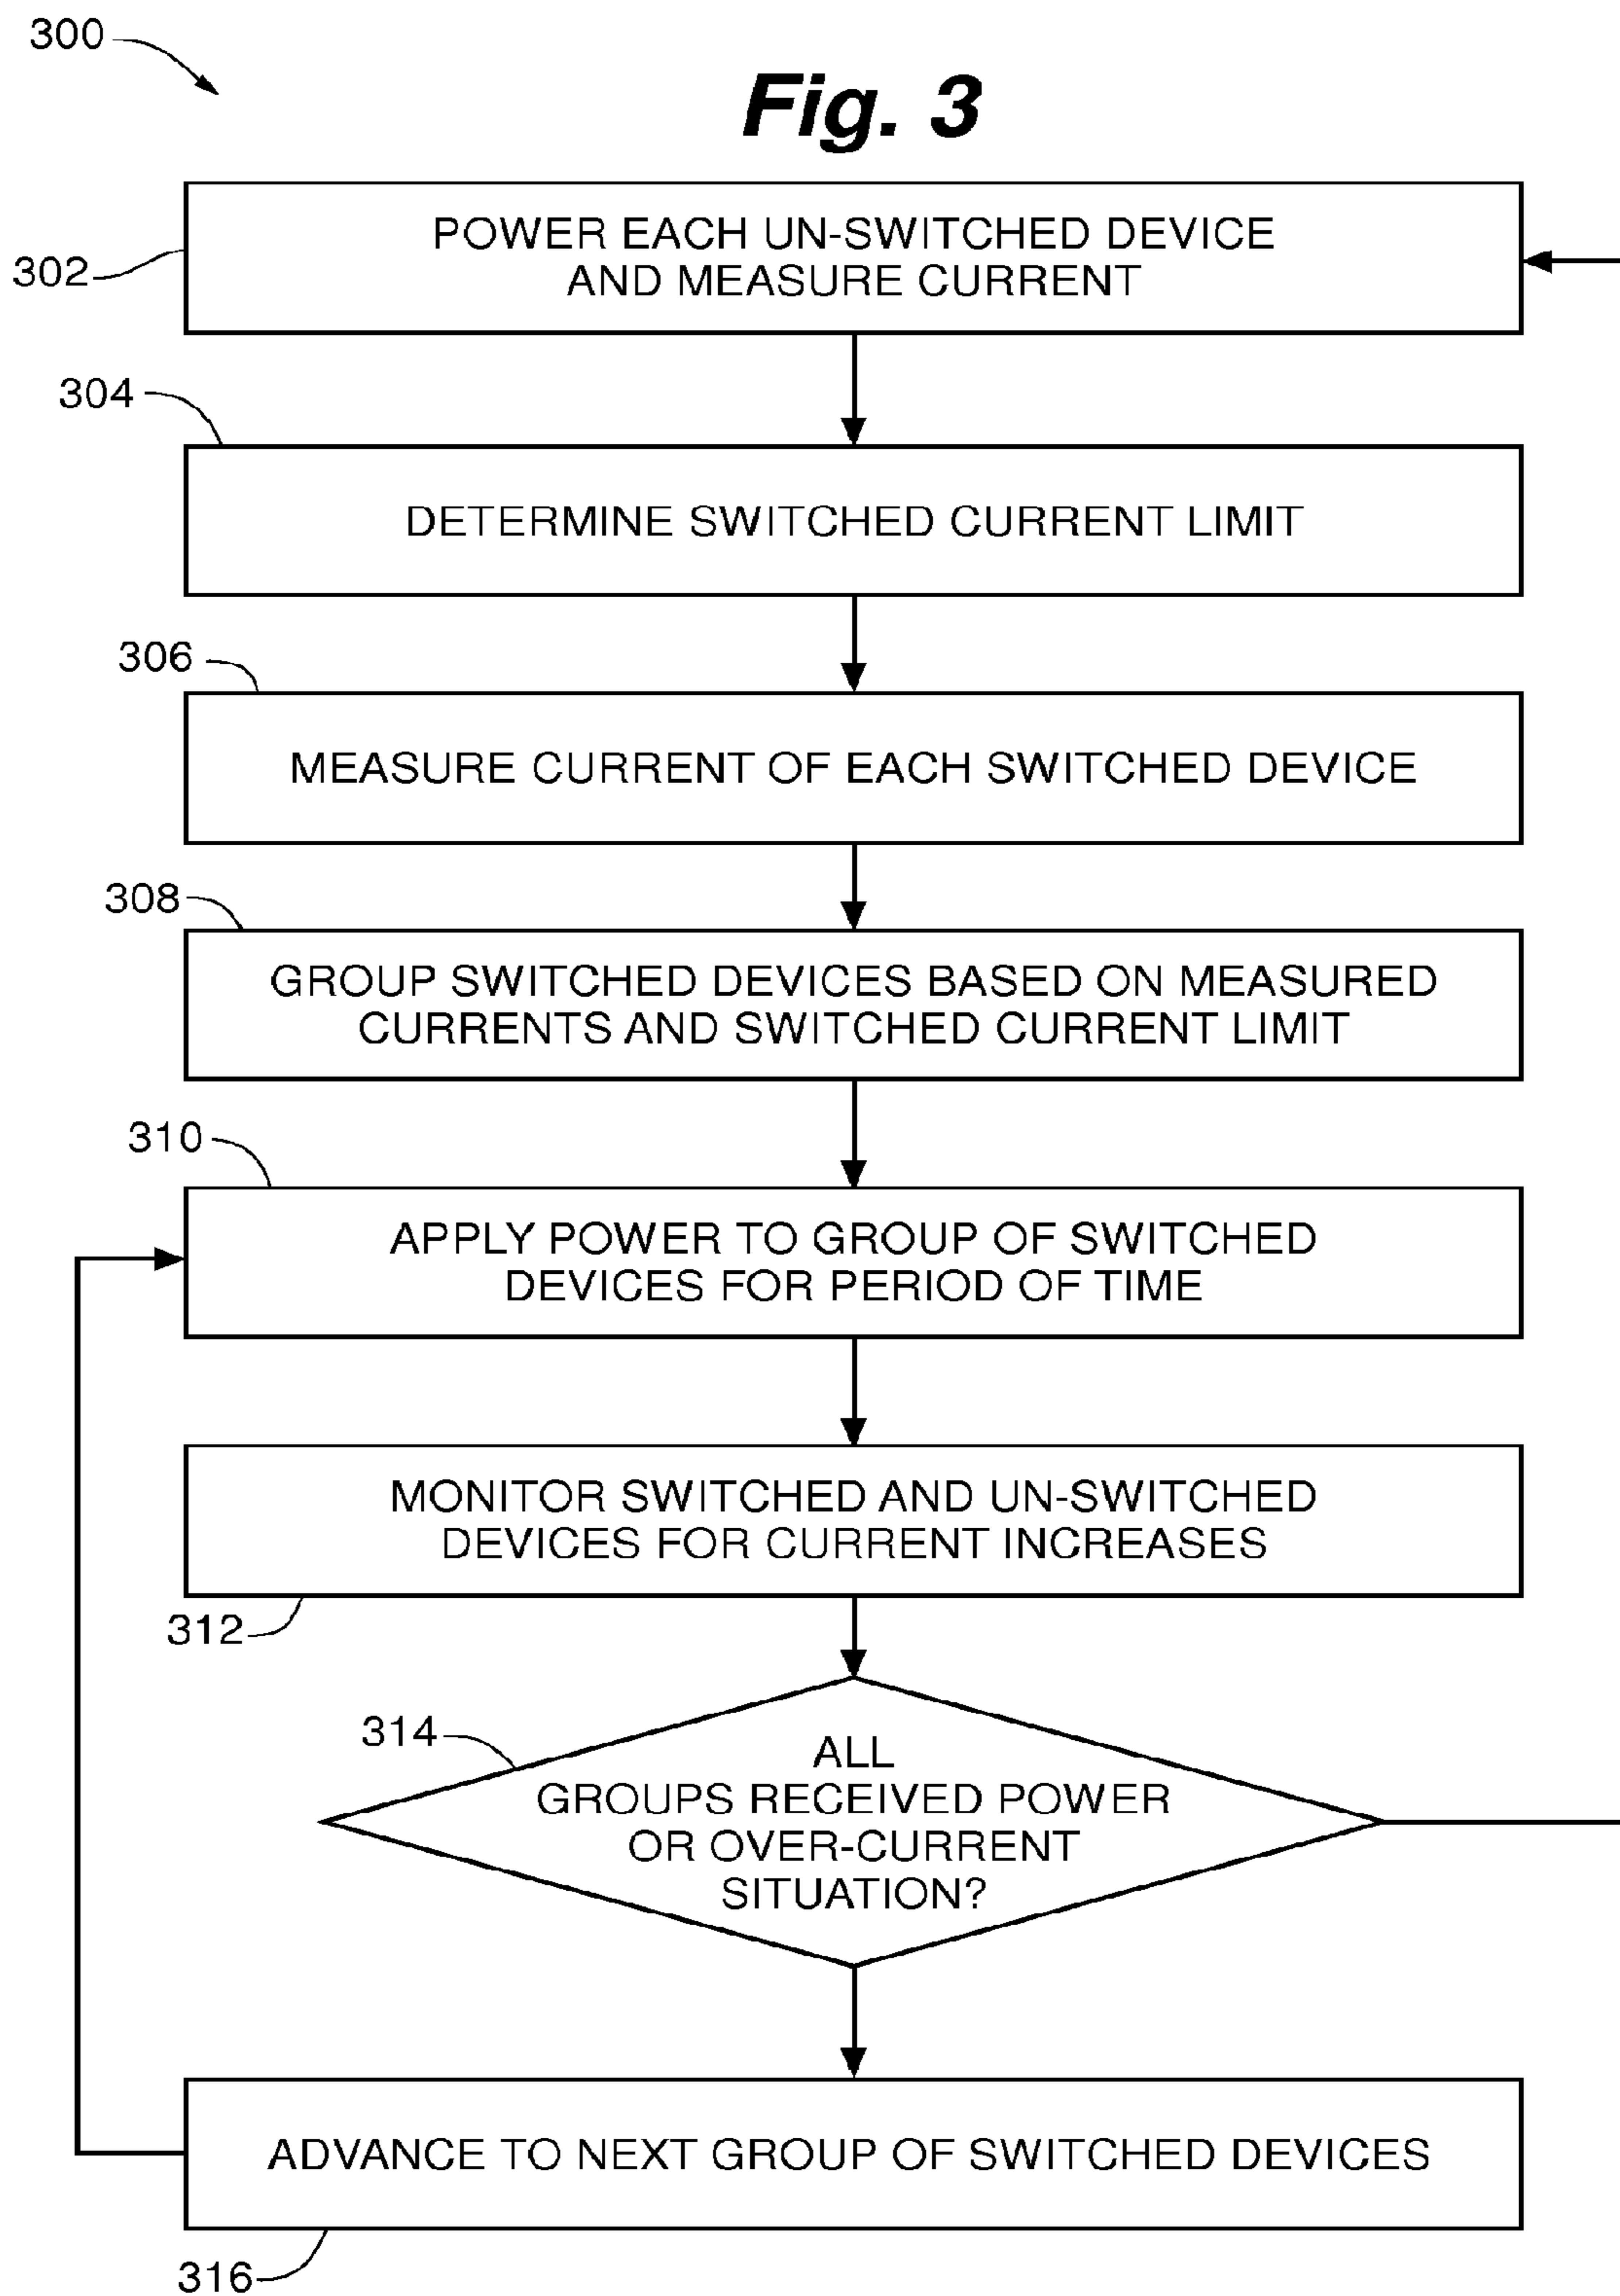 300
Fig. 3
302
POWER EACH UN-SWITCHED DEVICE
AND MEASURE CURRENT
304
DETERMINE SWITCHED CURRENT LIMIT
306
MEASURE CURRENT OF EACH SWITCHED DEVICE
308
GROUP SWITCHED DEVICES BASED ON MEASURED
CURRENTS AND SWITCHED CURRENT LIMIT
310
APPLY POWER TO GROUP OF SWITCHED
DEVICES FOR PERIOD OF TIME
MONITOR SWITCHED AND UN-SWITCHED
DEVICES FOR CURRENT INCREASES
312
314
ALL
GROUPS RECEIVED POWER
OR OVER-CURRENT
SITUATION?
ADVANCE TO NEXT GROUP OF SWITCHED DEVICES
316